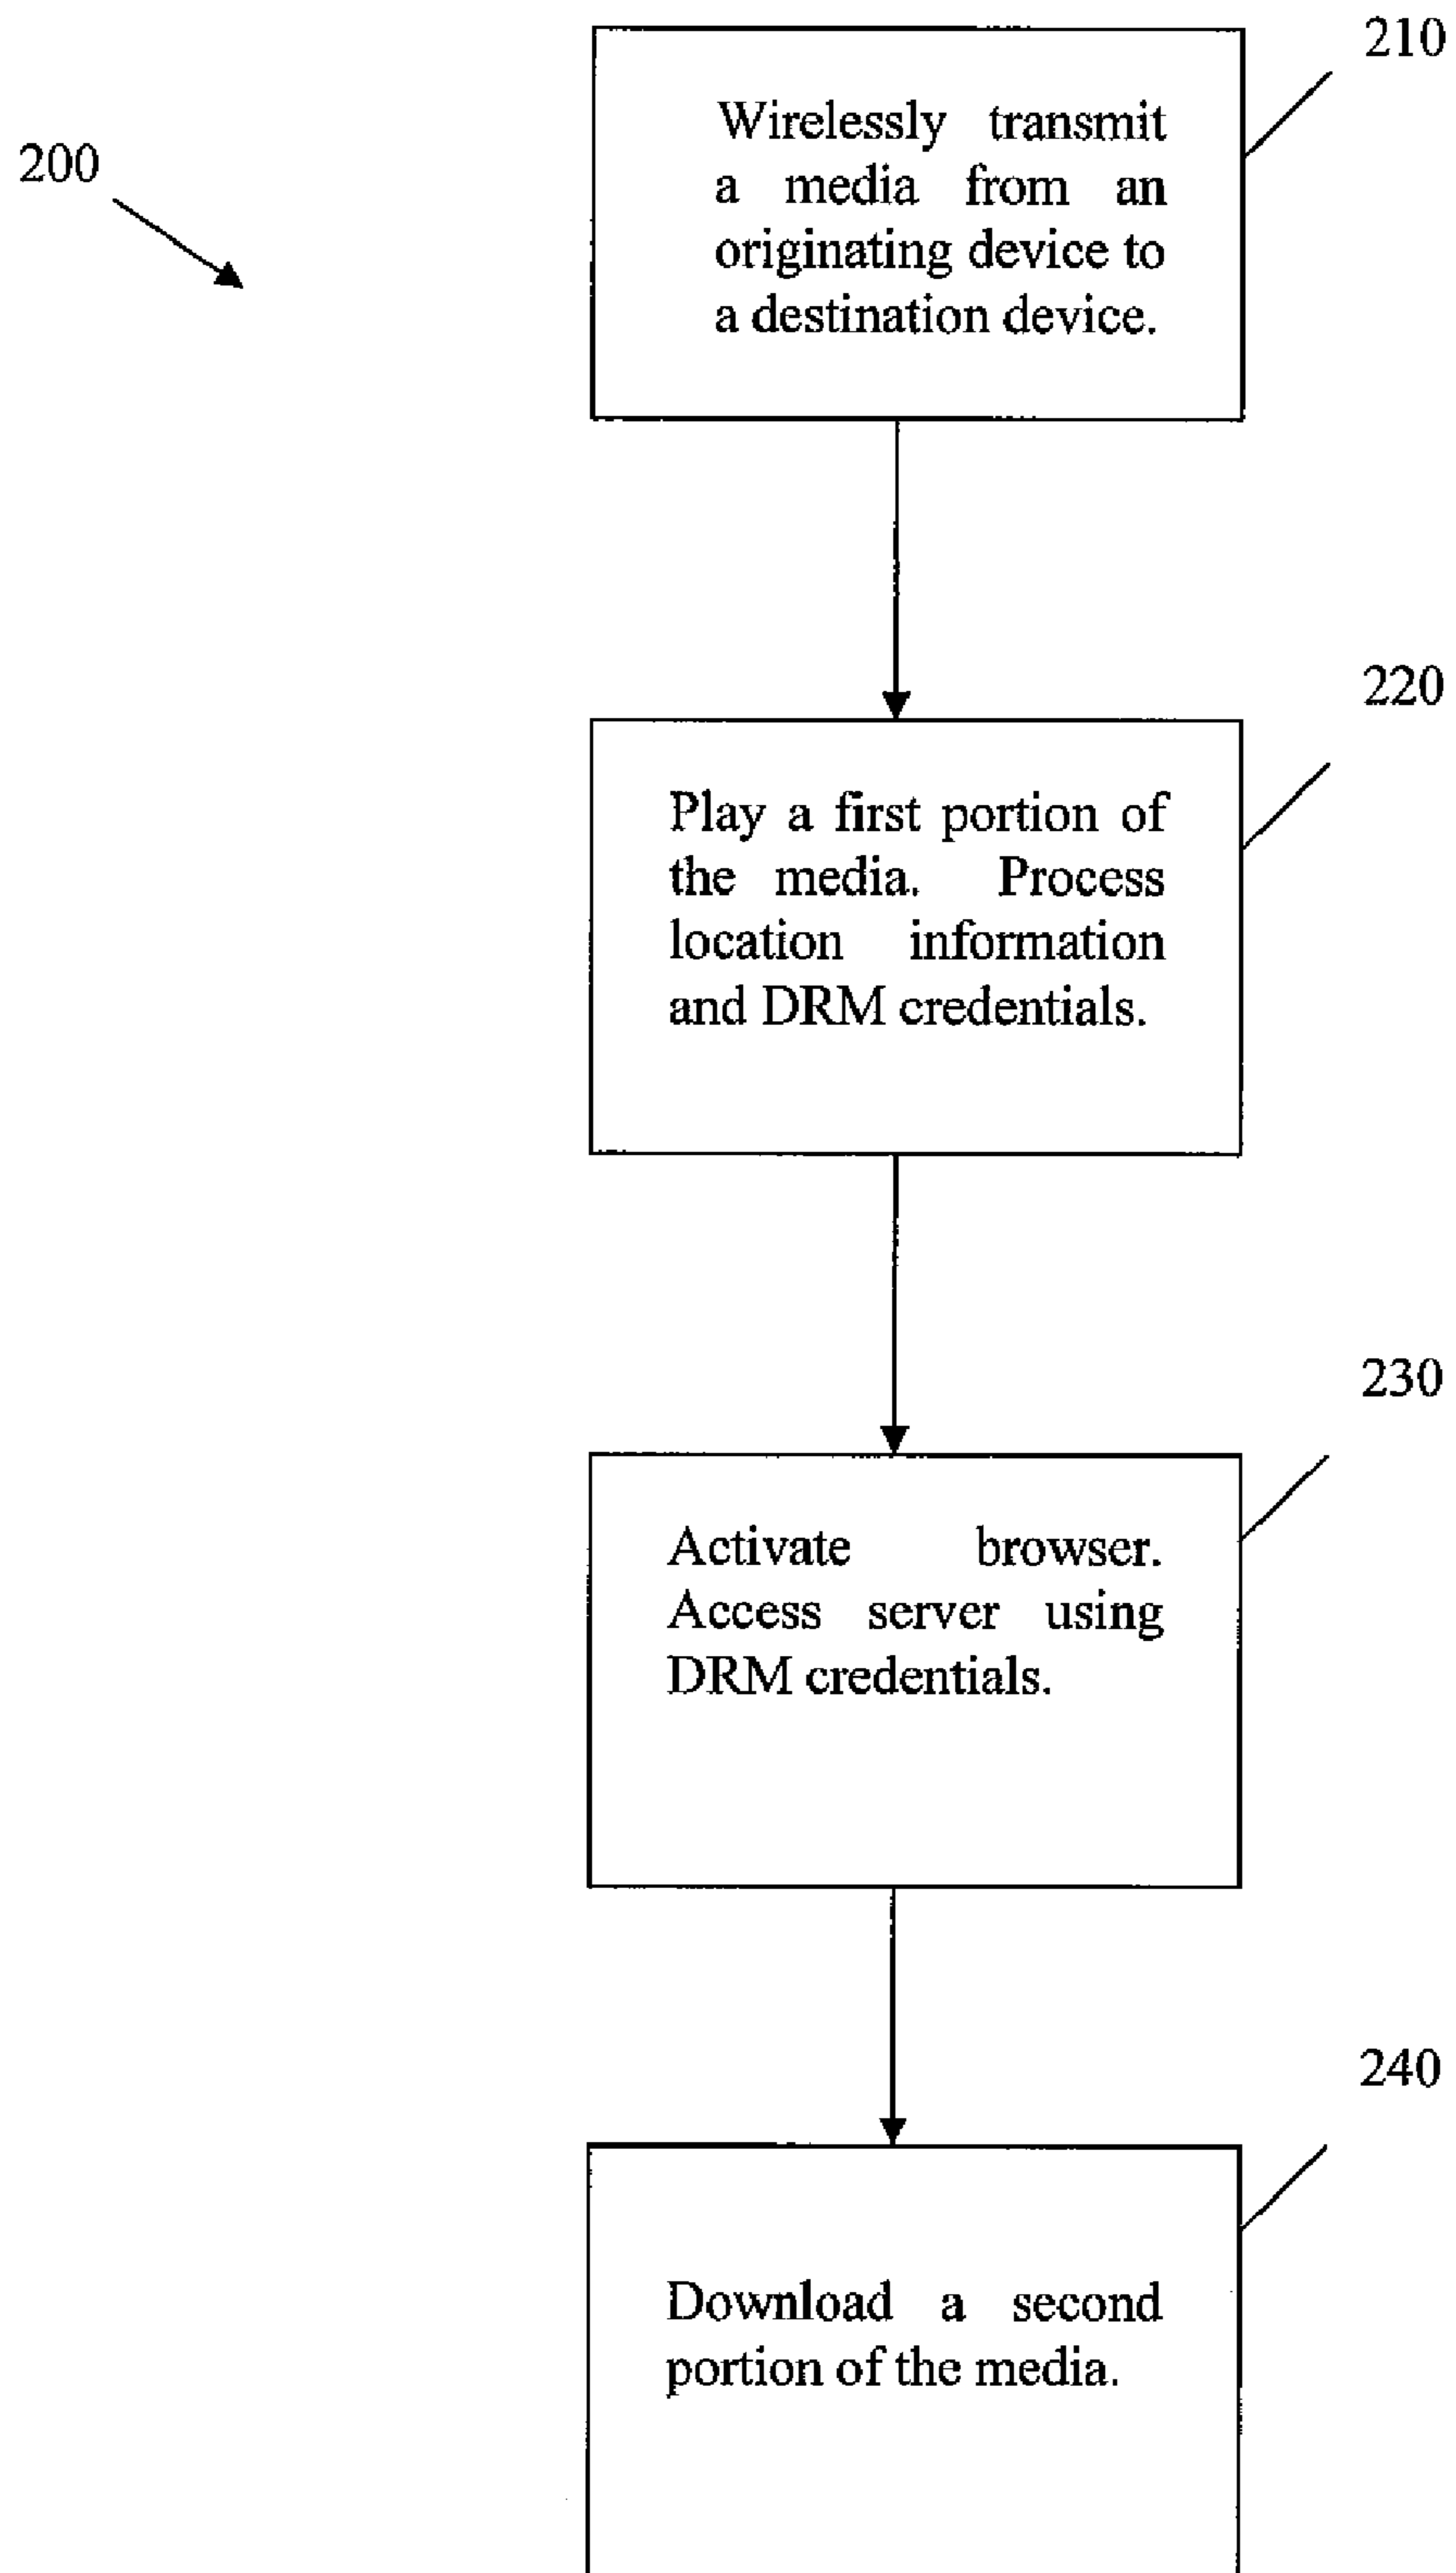 210
Wirelessly transmit
200
a media from an
originating device to
a destination device.
220
Play a first portion of
the media. Process
location information
and DRM credentials.
230
Activate browser.
Access server using
DRM credentials.
240
Download a second
portion of the media.